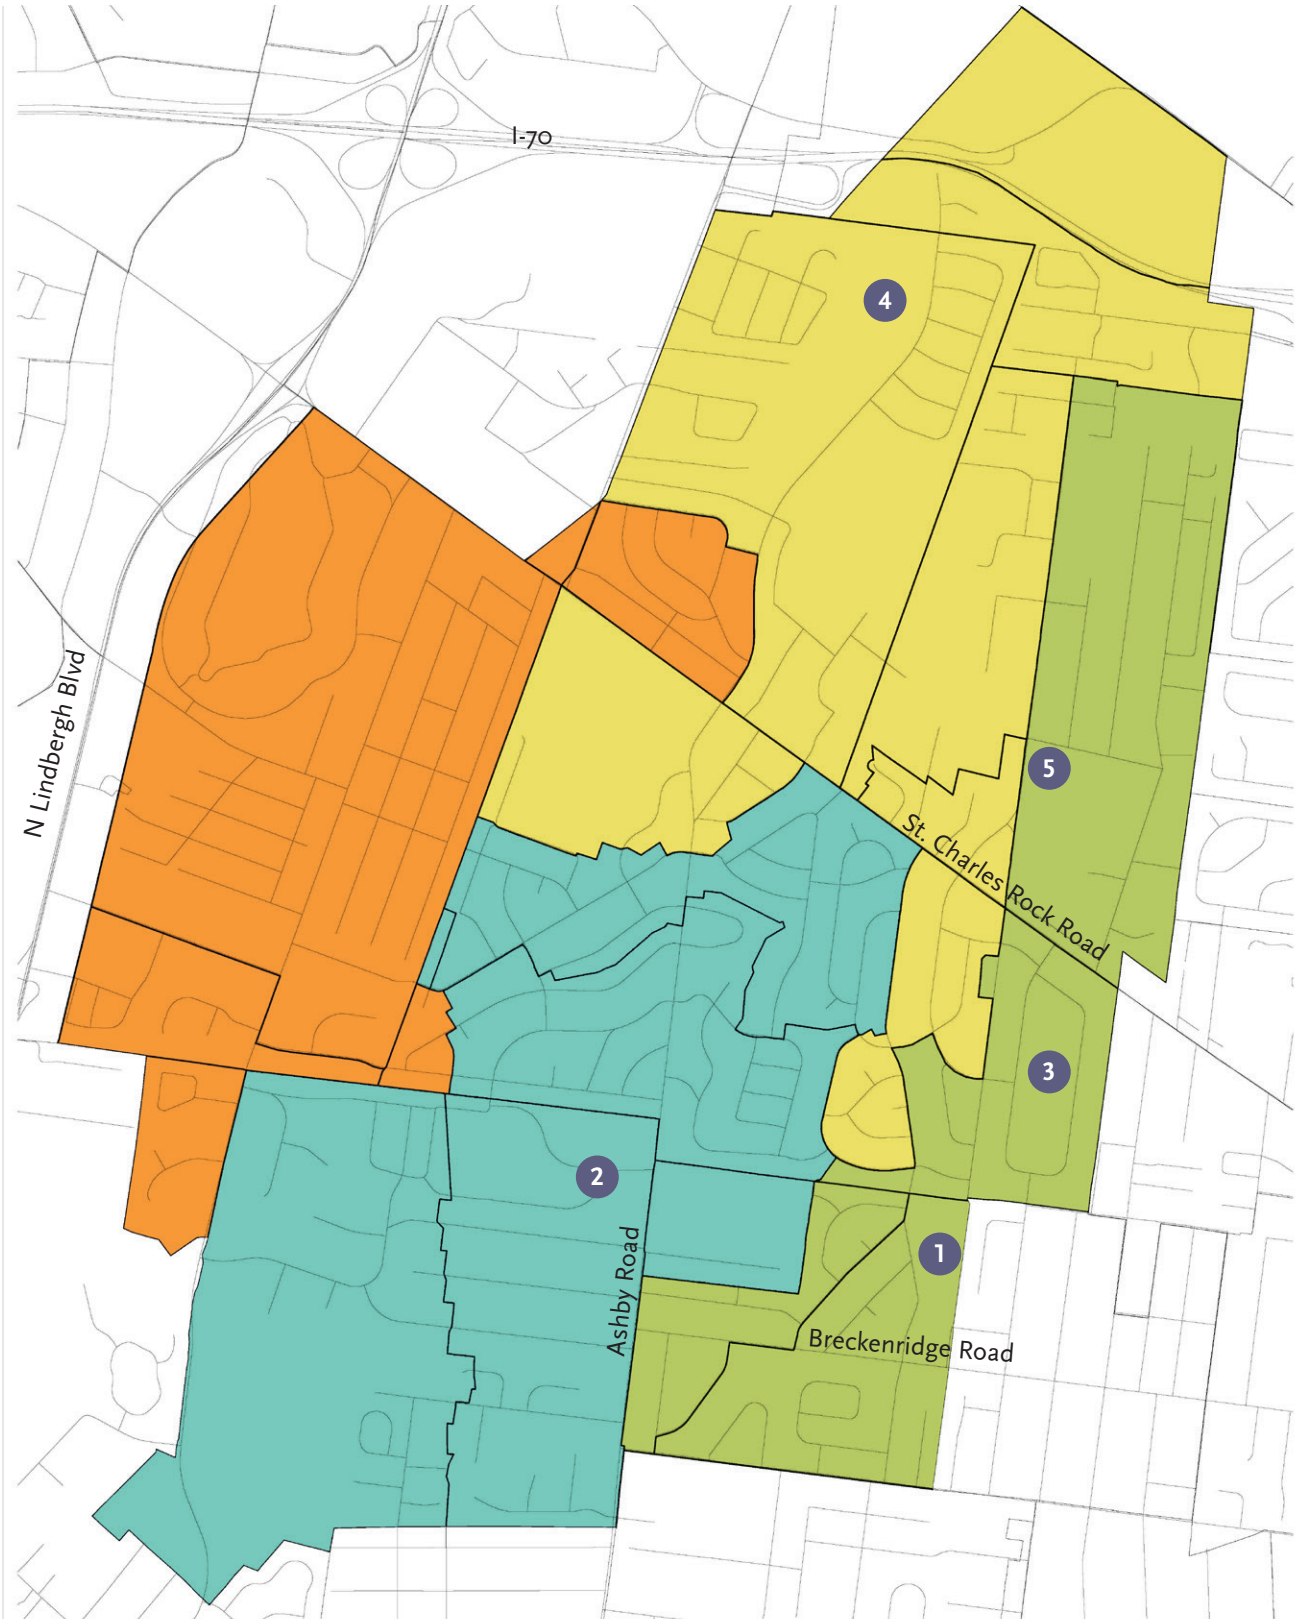 I-70
4
N Lindbergh Blvd
5
St. Charles Rock Road
3
2
Ashby Road
1
Breckenridge Road